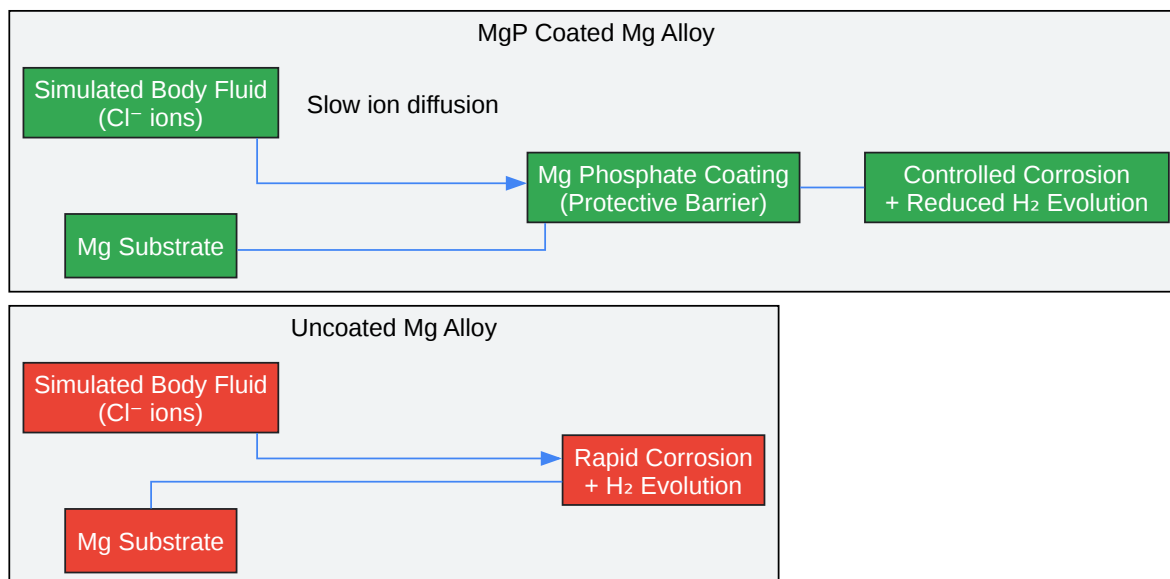 MgP Coated Mg Alloy
Simulated Body Fluid
(Cl⁻ ions)
Slow ion diffusion
Mg Phosphate Coating
(Protective Barrier)
Controlled Corrosion
+ Reduced H₂ Evolution
Mg Substrate
Uncoated Mg Alloy
Simulated Body Fluid
(Cl⁻ ions)
Rapid Corrosion
+ H₂ Evolution
Mg Substrate